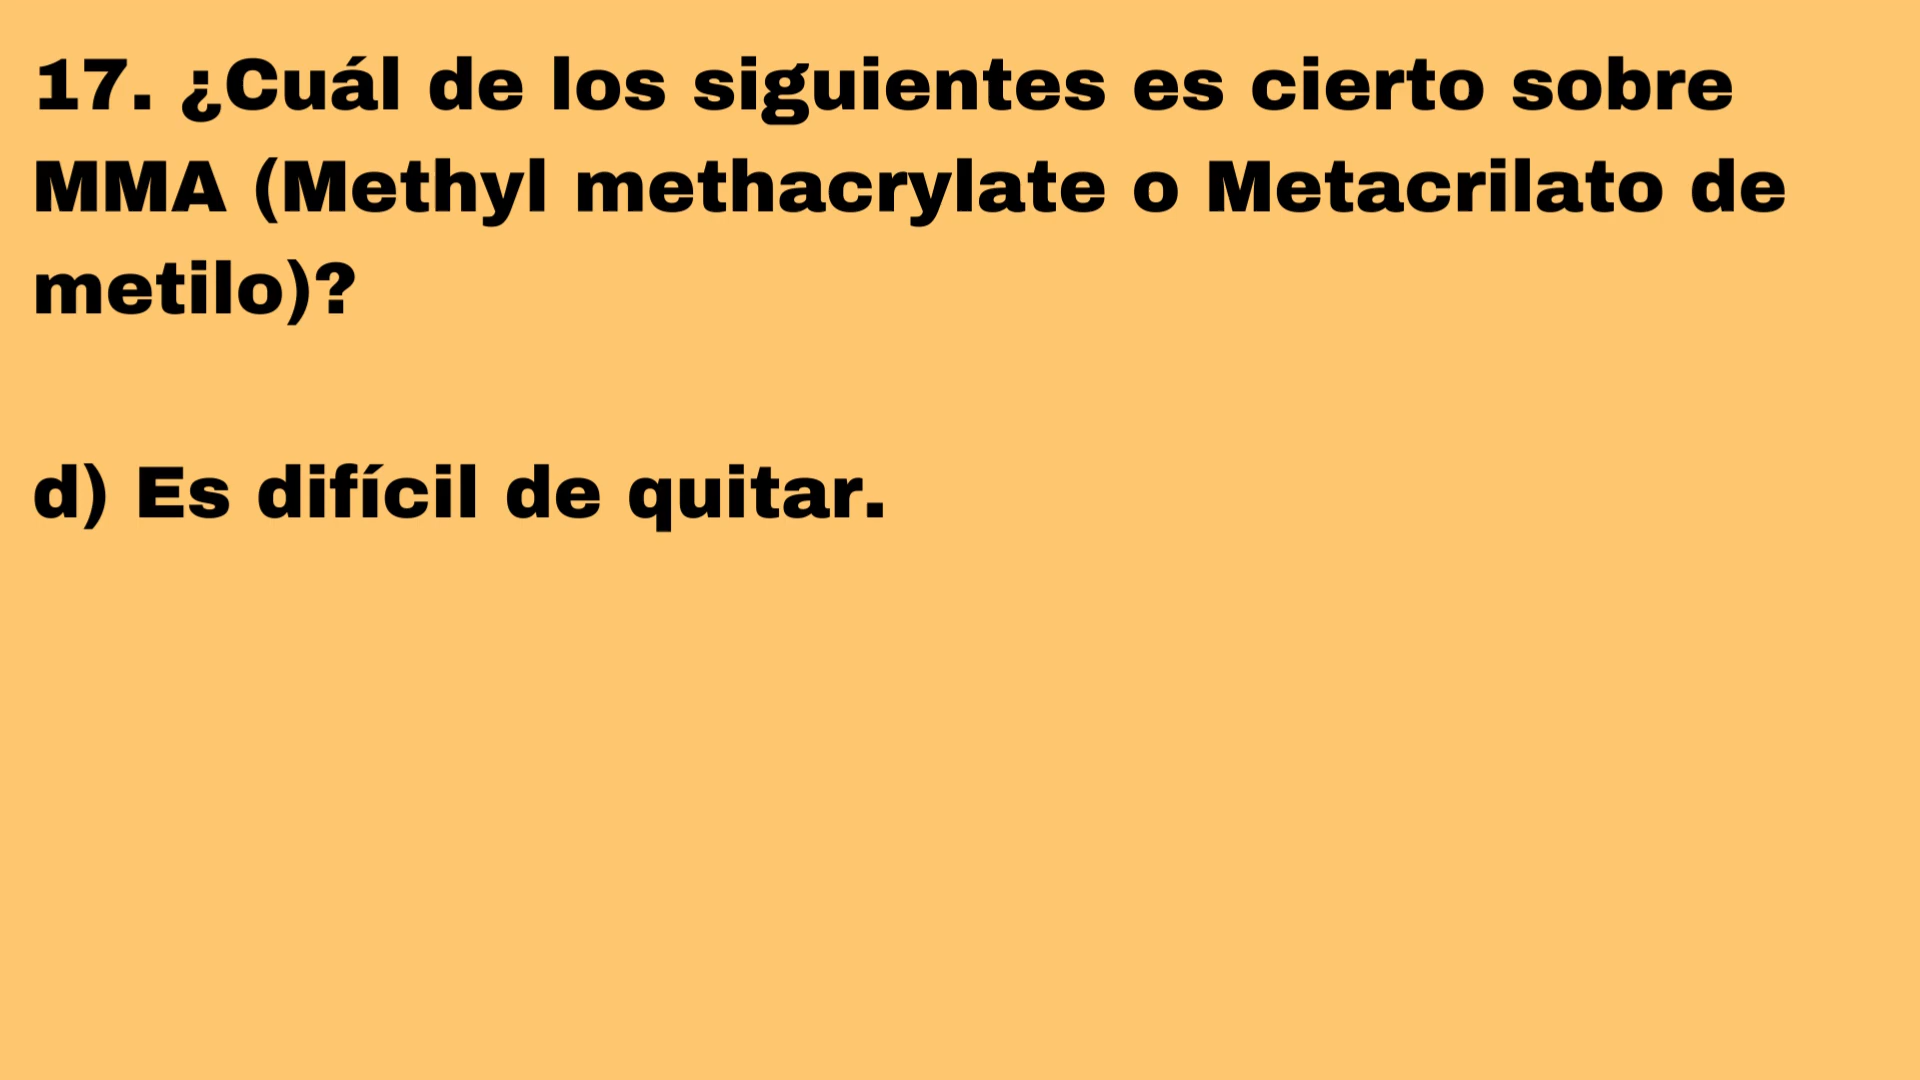 17. ¿Cuál de los siguientes es cierto sobre
MMA (Methyl methacrylate o Metacrilato de
metilo)?
d) Es difícil de quitar.